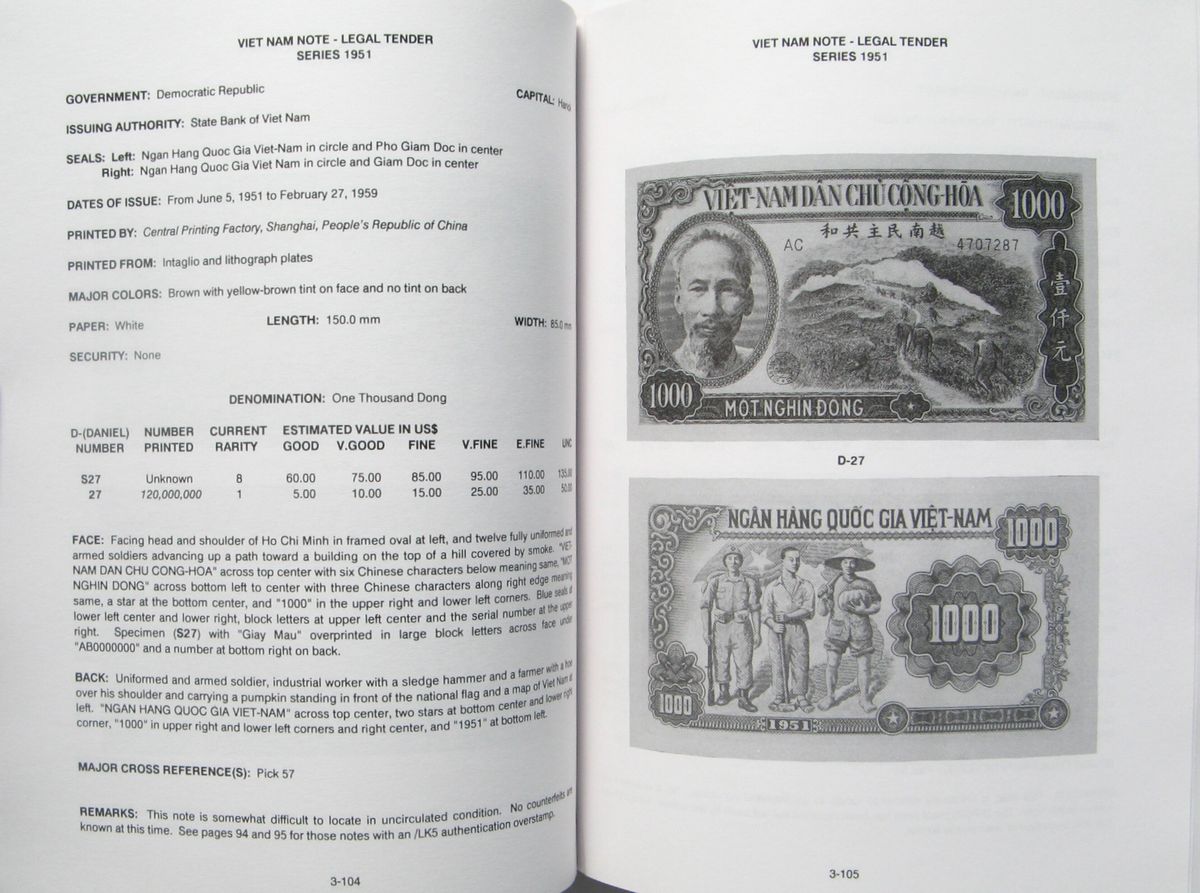 VIET NAM NOTE - LEGAL TENDER
SERIES 1951
GOVERNMENT: Democratic Republic
CAPITAL: Hanoi
ISSUING AUTHORITY: State Bank of Viet Nam
SEALS: Left: Ngan Hang Quoc Gia Viet-Nam in circle and Pho Giam Doc in center
Right: Ngan Hang Quoc Gia Viet Nam in circle and Giam Doc in center
DATES OF ISSUE: From June 5, 1951 to February 27, 1959
PRINTED BY: Central Printing Factory, Shanghai, People's Republic of China
PRINTED FROM: Intaglio and lithograph plates
MAJOR COLORS: Brown with yellow-brown tint on face and no tint on back
PAPER: White LENGTH: 150.0 mm WIDTH: 85.0 mm
SECURITY: None
DENOMINATION: One Thousand Dong
D-(DANIEL) NUMBER CURRENT ESTIMATED VALUE IN US$
NUMBER PRINTED RARITY GOOD V.GOOD FINE V.FINE E.FINE UNC
S27 Unknown 8 60.00 75.00 85.00 95.00 110.00 135.00
27 120,000,000 1 5.00 10.00 15.00 25.00 35.00 50.00
FACE: Facing head and shoulder of Ho Chi Minh in framed oval at left, and twelve fully uniformed and
armed soldiers advancing up a path toward a building on the top of a hill covered by smoke. "VIET-
NAM DAN CHU CONG-HOA" across top center with six Chinese characters below meaning same, "MOT
NGHIN DONG" across bottom left to center with three Chinese characters along right edge meaning
same, a star at the bottom center, and "1000" in the upper right and lower left corners. Blue seals at
lower left center and lower right, block letters at upper left center and the serial number at the upper
right. Specimen (S27) with "Giay Mau" overprinted in large block letters across face under
"AB0000000" and a number at bottom right on back.
BACK: Uniformed and armed soldier, industrial worker with a sledge hammer and a farmer with a hoe
over his shoulder and carrying a pumpkin standing in front of the national flag and a map of Viet Nam at
left. "NGAN HANG QUOC GIA VIET-NAM" across top center, two stars at bottom center and lower right
corner, "1000" in upper right and lower left corners and right center, and "1951" at bottom left.
MAJOR CROSS REFERENCE(S): Pick 57
REMARKS: This note is somewhat difficult to locate in uncirculated condition. No counterfeits are
known at this time. See pages 94 and 95 for those notes with an /LK5 authentication overstamp.
3-104
VIET NAM NOTE - LEGAL TENDER
SERIES 1951
VIỆT-NAM DÂN CHỦ CỘNG-HÒA
1000
和共主民南越
AC 4707287
壹仟元
1000
MỘT NGHÌN ĐỒNG
D-27
NGÂN HÀNG QUỐC GIA VIỆT-NAM
1000
1000
1000
1951
3-105